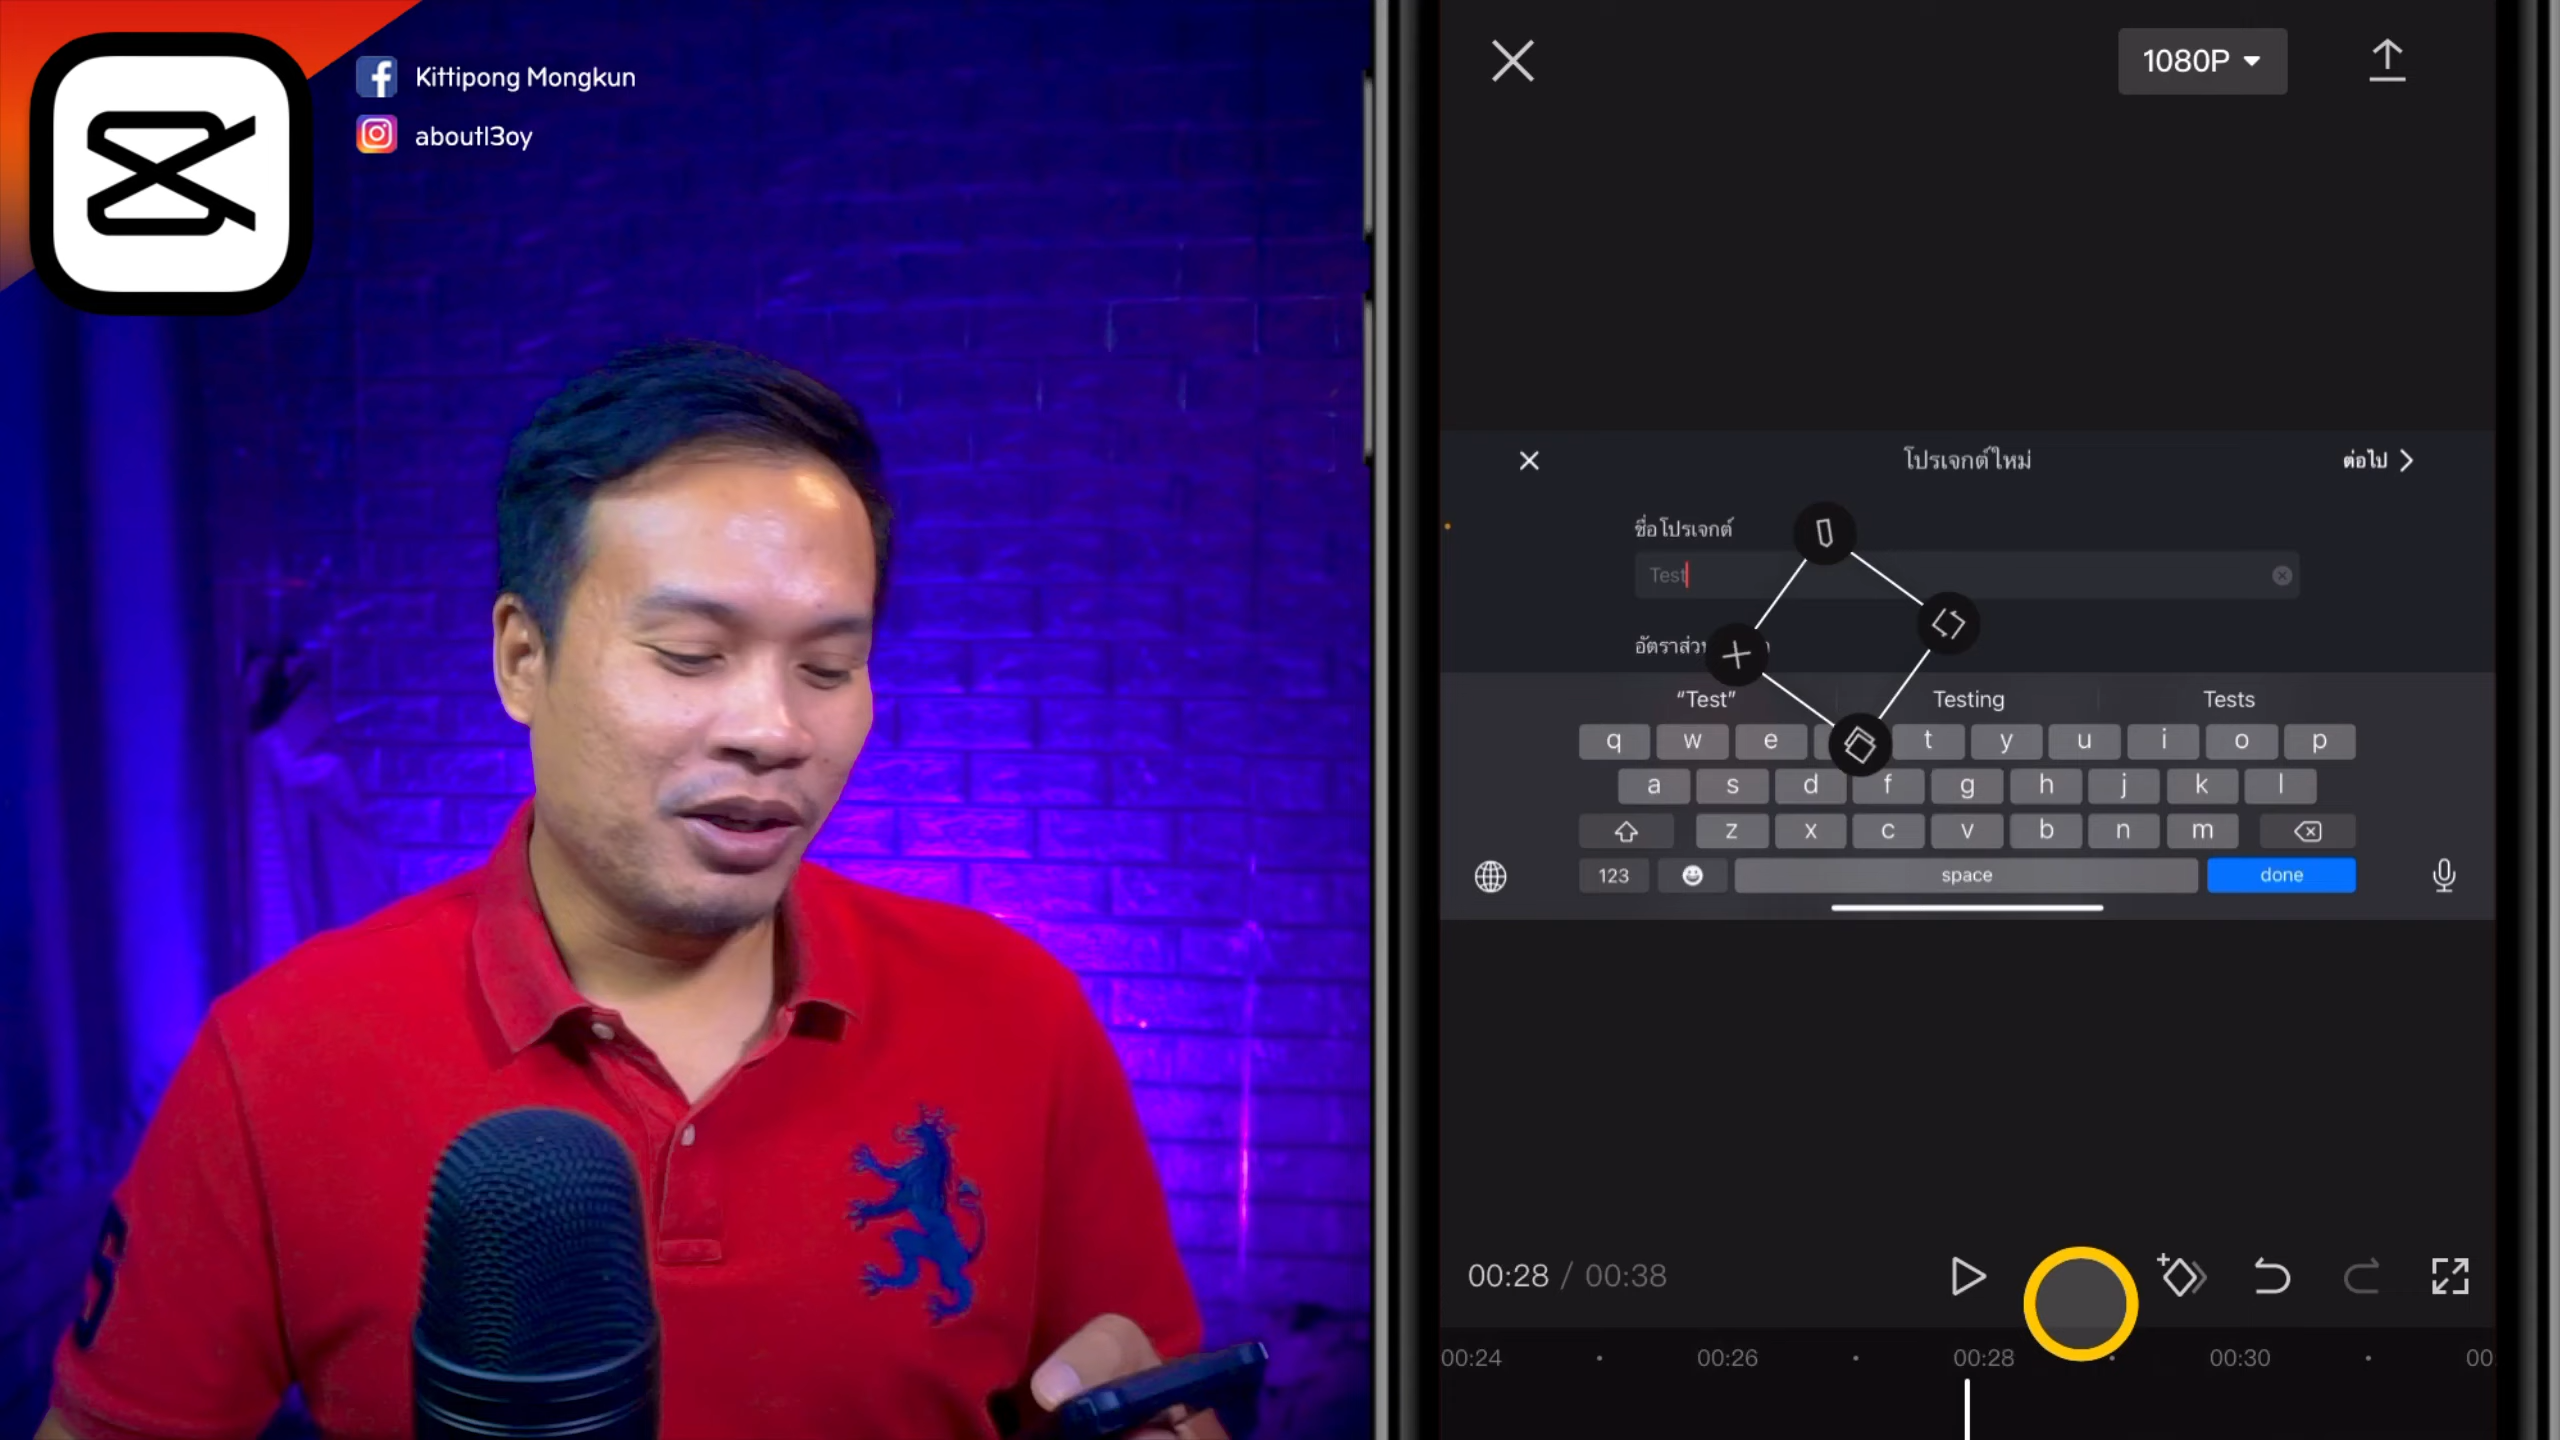 Kittipong Mongkun
aboutl3oy
1080P
โปรเจกต์ใหม่
ต่อไป
ชื่อโปรเจกต์
Test
“Test”
Testing
Tests
q w e t y u i o p
a s d f g h j k l
z x c v b n m
123
space
done
00:28 / 00:38
00:24
00:26
00:28
00:30